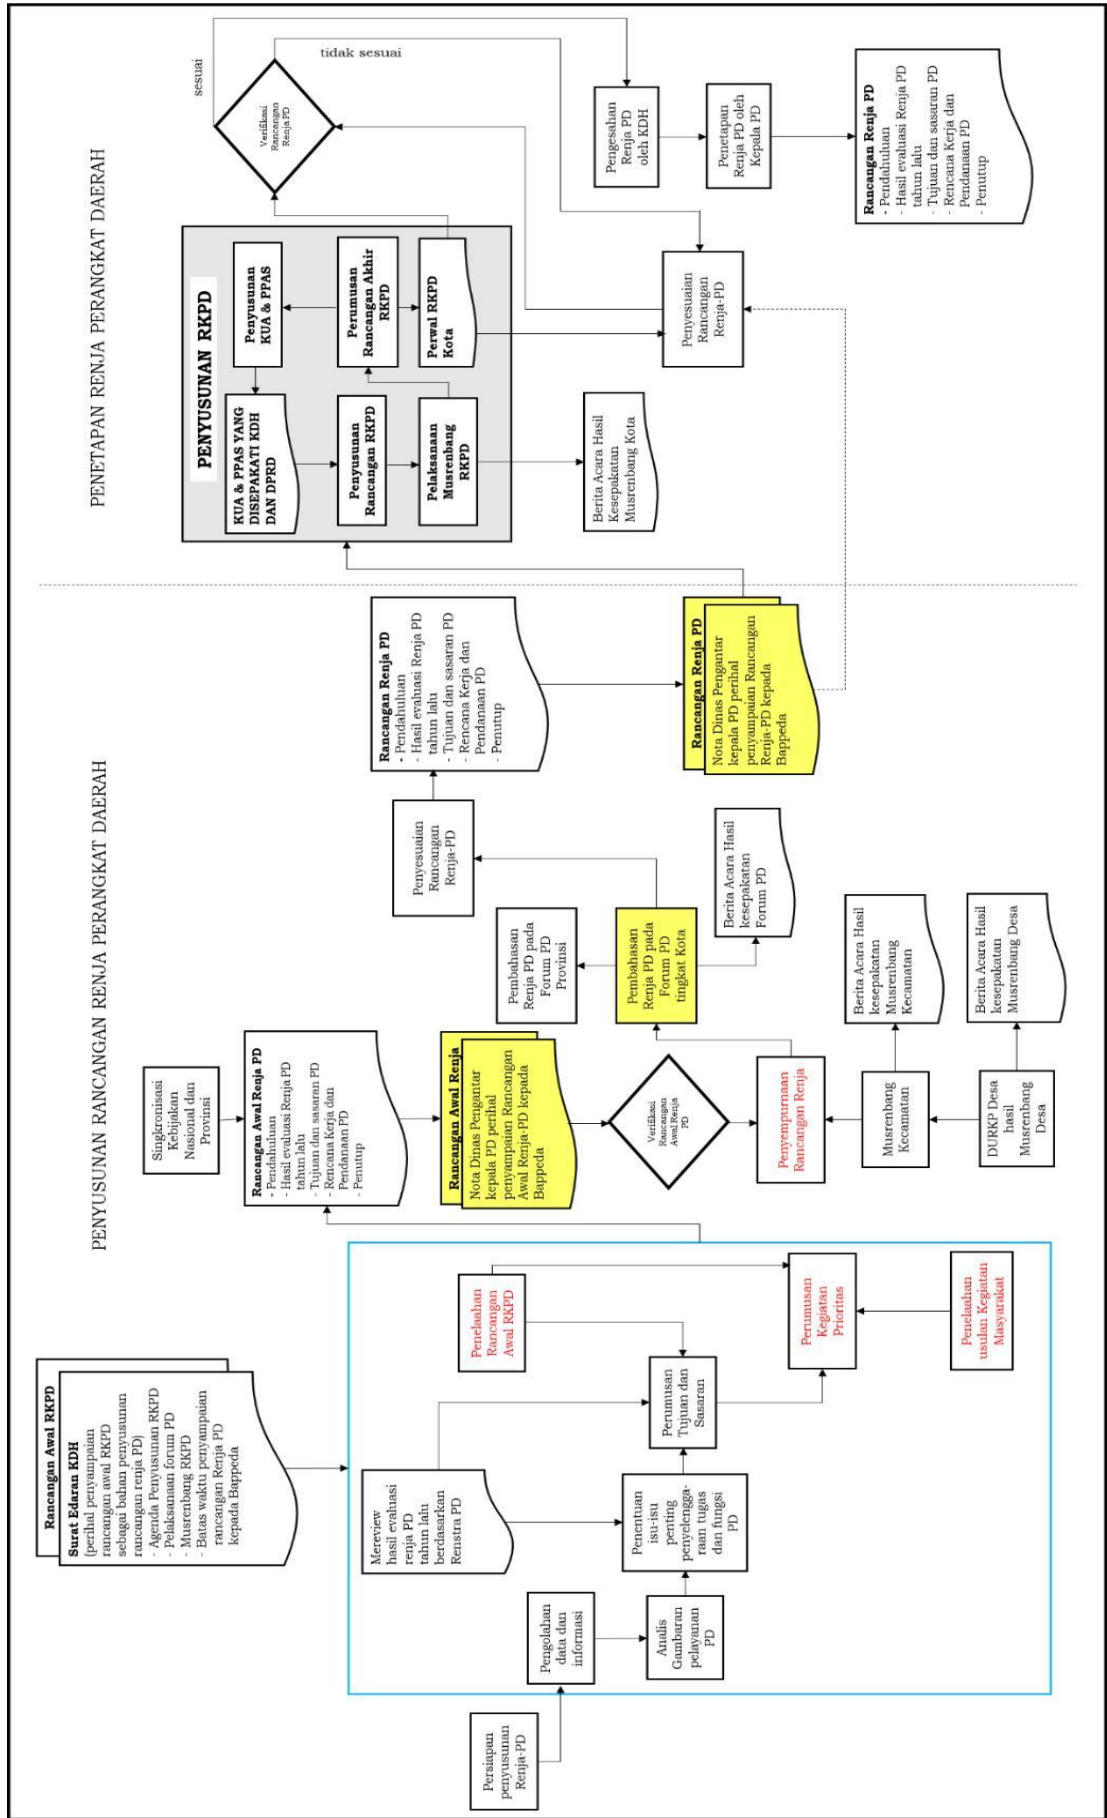 PENYUSUNAN RANCANGAN RENJA PERANGKAT DAERAH
PENETAPAN RENJA PERANGKAT DAERAH
Persiapan
penyusunan
Renja-PD
Rancangan Awal RKPD
Surat Edaran KDH
(perihal penyampaian
rancangan awal RKPD
sebagai bahan penyusunan
rancangan renja PD)
- Agenda Penyusunan RKPD
- Pelaksanaan forum PD
- Musrenbang RKPD
- Batas waktu penyampaian
rancangan Renja PD
kepada Bappeda
Pengolahan
data dan
informasi
Analis
Gambaran
pelayanan
PD
Mereview
hasil evaluasi
renja PD
tahun lalu
berdasarkan
Renstra PD
Penentuan
isu-isu
penting
penyelengga-
raan tugas
dan fungsi
PD
Perumusan
Tujuan dan
Sasaran
Penelaahan
Rancangan
Awal RKPD
Perumusan
Kegiatan
Prioritas
Penelaahan
usulan Kegiatan
Masyarakat
Singkronisasi
Kebijakan
Nasional dan
Provinsi
Rancangan Awal Renja PD
- Pendahuluan
- Hasil evaluasi Renja PD
tahun lalu
- Tujuan dan sasaran PD
- Rencana Kerja dan
Pendanaan PD
- Penutup
Rancangan Awal Renja
Nota Dinas Pengantar
kepala PD perihal
penyampaian Rancangan
Awal Renja-PD kepada
Bappeda
Verifikasi
Rancangan
Awal Renja
PD
Penyempurnaan
Rancangan Renja
Musrenbang
Kecamatan
DURKP Desa
hasil
Musrenbang
Desa
Berita Acara Hasil
kesepakatan
Musrenbang
Kecamatan
Berita Acara Hasil
kesepakatan
Musrenbang Desa
Pembahasan
Renja PD pada
Forum PD
Provinsi
Pembahasan
Renja PD pada
Forum PD
tingkat Kota
Berita Acara Hasil
kesepakatan
Forum PD
Penyesuaian
Rancangan
Renja-PD
Rancangan Renja PD
- Pendahuluan
- Hasil evaluasi Renja PD
tahun lalu
- Tujuan dan sasaran PD
- Rencana Kerja dan
Pendanaan PD
- Penutup
Rancangan Renja PD
Nota Dinas Pengantar
kepala PD perihal
penyampaian Rancangan
Renja-PD kepada
Bappeda
PENYUSUNAN RKPD
KUA & PPAS YANG
DISEPAKATI KDH
DAN DPRD
Penyusunan
KUA & PPAS
Penyusunan
Rancangan RKPD
Perumusan
Rancangan Akhir
RKPD
Pelaksanaan
Musrenbang
RKPD
Perwal RKPD
Kota
Berita Acara Hasil
Kesepakatan
Musrenbang Kota
Penyesuaian
Rancangan
Renja-PD
Verifikasi
Rancangan
Renja PD
sesuai
tidak sesuai
Pengesahan
Renja PD
oleh KDH
Penetapan
Renja PD oleh
Kepala PD
Rancangan Renja PD
- Pendahuluan
- Hasil evaluasi Renja PD
tahun lalu
- Tujuan dan sasaran PD
- Rencana Kerja dan
Pendanaan PD
- Penutup